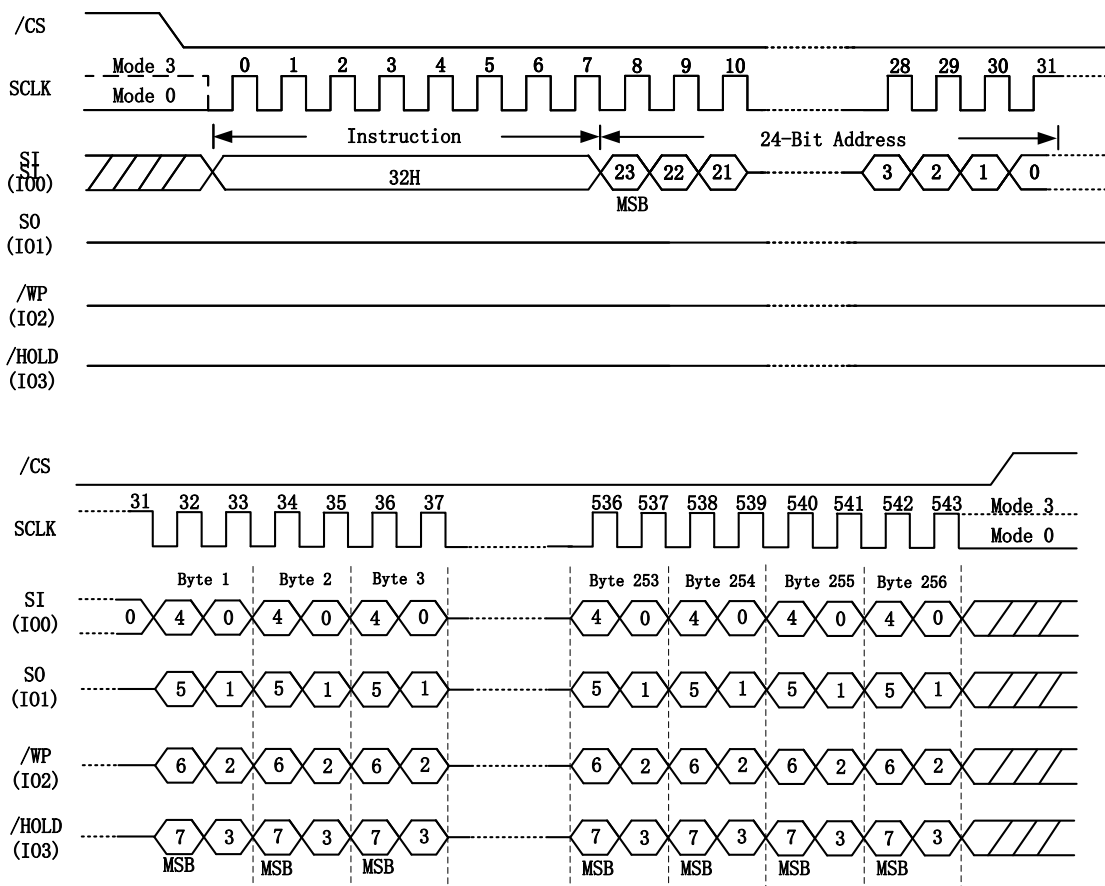 /CS
Mode 3 0 1 2 3 4 5 6 7 8 9 10 28 29 30 31
SCLK
Mode 0
Instruction 24-Bit Address
SI
SI
(IO0)
32H 23 22 21 3 2 1 0
MSB
SO
(IO1)
/WP
(IO2)
/HOLD
(IO3)
/CS
31 32 33 34 35 36 37 536 537 538 539 540 541 542 543 Mode 3
SCLK
Mode 0
Byte 1 Byte 2 Byte 3 Byte 253 Byte 254 Byte 255 Byte 256
SI
(IO0)
0 4 0 4 0 4 0 4 0 4 0 4 0 4 0
SO
(IO1)
5 1 5 1 5 1 5 1 5 1 5 1 5 1
/WP
(IO2)
6 2 6 2 6 2 6 2 6 2 6 2 6 2
/HOLD
(IO3)
7 3 7 3 7 3 7 3 7 3 7 3 7 3
MSB MSB MSB MSB MSB MSB MSB